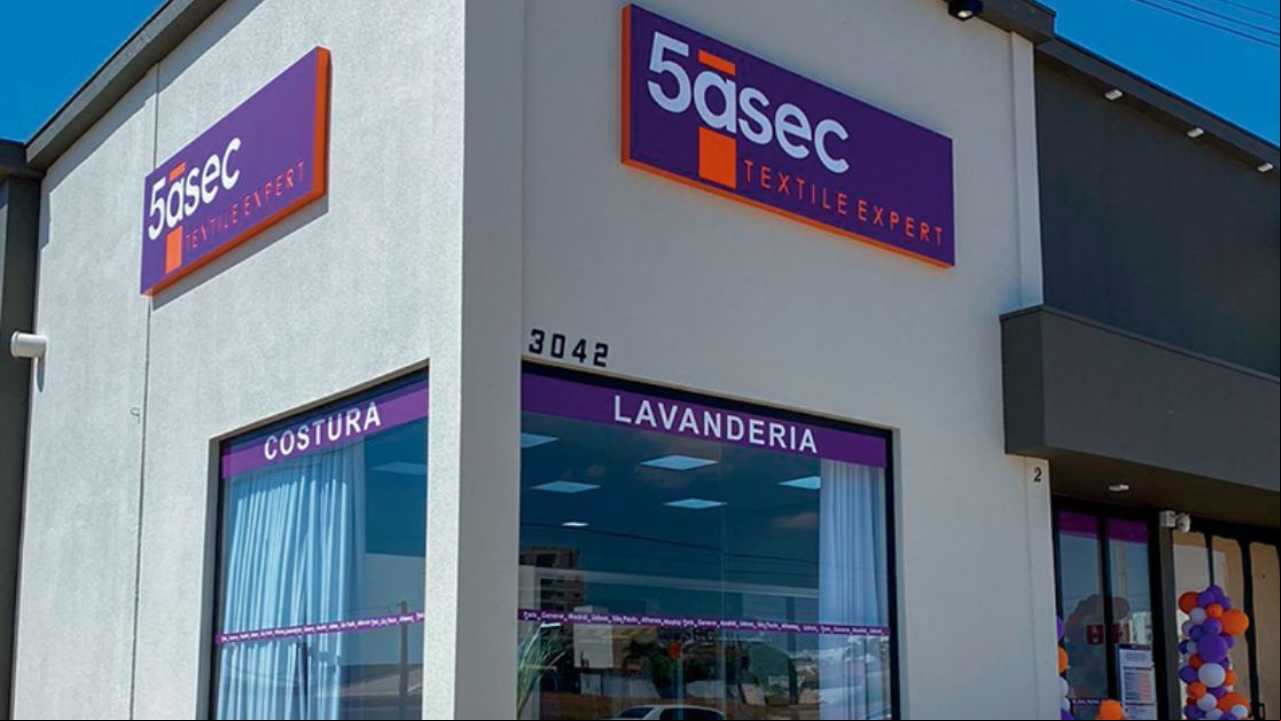 5àsec
TEXTILE EXPERT
5àsec
TEXTILE EXPERT
3042
COSTURA
LAVANDERIA
2